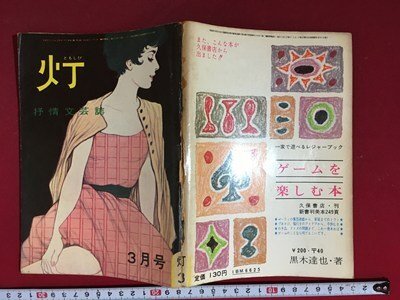 ともしび
灯
抒情文芸誌
3月号
灯
3
また、こんな本が
久保書店から
出ました!!
一家で遊べるレジャーブック
ゲームを
楽しむ本
久保書店・刊
新書判美本249頁
¥200・〒40
黒木達也・著
定価 130円
IBM 6625